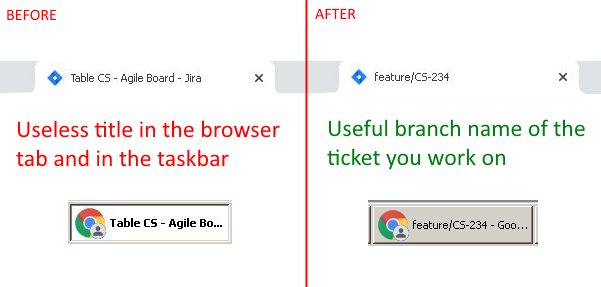 BEFORE
Table CS - Agile Board - Jira
Useless title in the browser
tab and in the taskbar
Table CS - Agile Bo...
AFTER
feature/CS-234
Useful branch name of the
ticket you work on
feature/CS-234 - Goo...